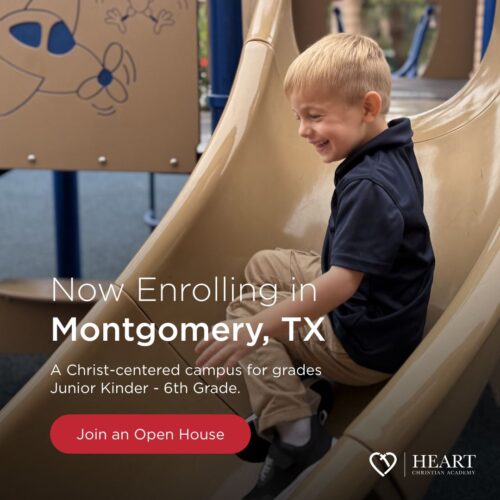 Now Enrolling in
Montgomery, TX
A Christ-centered campus for grades
Junior Kinder - 6th Grade.
Join an Open House
HEART
CHRISTIAN ACADEMY